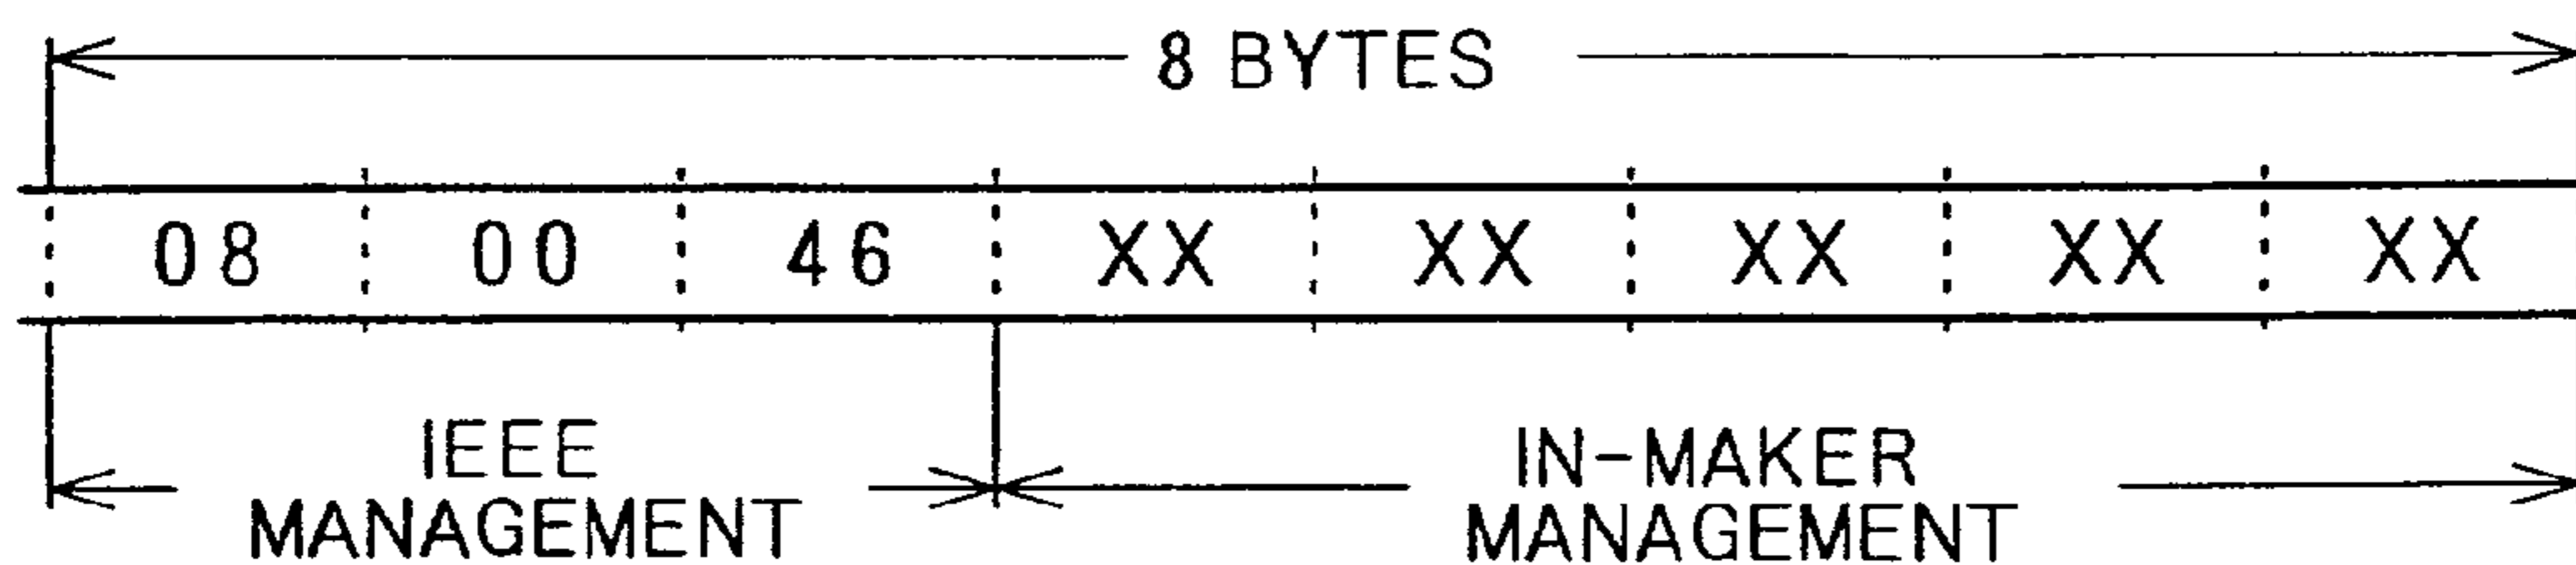 8 BYTES
08 00 46 XX XX XX XX XX
IEEE
MANAGEMENT
IN-MAKER
MANAGEMENT